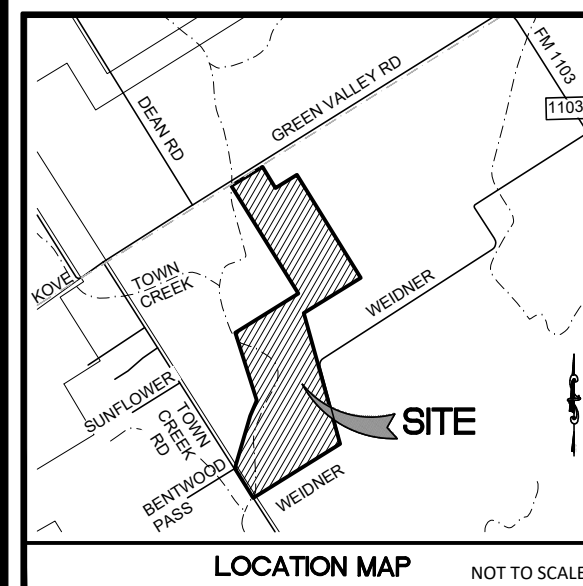 FM 1103
1103
GREEN VALLEY RD
DEAN RD
KOVE
TOWN
CREEK
WEIDNER
SUNFLOWER
TOWN
CREEK
RD
SITE
BENTWOOD
PASS
WEIDNER
LOCATION MAP
NOT TO SCALE